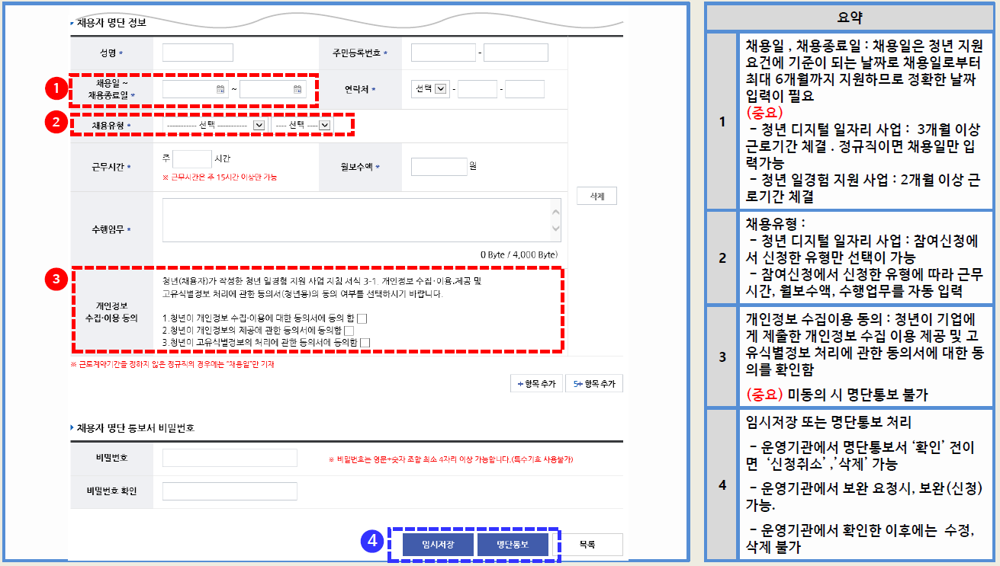 채용자 명단 정보
성명 *
주민등록번호 *
-
1
채용일 ~
채용종료일 *
~
연락처 *
선택
-
-
2
채용유형 *
----------- 선택 -----------
---- 선택 ----
근무시간 *
주
시간
※ 근무시간은 주 15시간 이상만 가능
월보수액 *
원
삭제
수행업무 *
0 Byte / 4,000 Byte)
3
개인정보
수집·이용 동의
청년(채용자)가 작성한 청년 일경험 지원 사업 지침 서식 3-1. 개인정보 수집·이용.제공 및
고유식별정보 처리에 관한 동의서(청년용)의 동의 여부를 선택하시기 바랍니다.
1.청년이 개인정보 수집·이용에 대한 동의서에 동의 함
2.청년이 개인정보의 제공에 관한 동의서에 동의함
3.청년이 고유식별정보의 처리에 관한 동의서에 동의함
※ 근로계약기간을 정하지 않은 정규직의 경우에는 "채용일"만 기재
+ 항목 추가
5+ 항목 추가
채용자 명단 통보서 비밀번호
비밀번호
※ 비밀번호는 영문+숫자 조합 최소 4자리 이상 가능합니다.(특수기호 사용불가)
비밀번호 확인
4
임시저장
명단통보
목록
요약
1
채용일 , 채용종료일 : 채용일은 청년 지원
요건에 기준이 되는 날짜로 채용일로부터
최대 6개월까지 지원하므로 정확한 날짜
입력이 필요
(중요)
- 청년 디지털 일자리 사업 : 3개월 이상
근로기간 체결 . 정규직이면 채용일만 입
력가능
- 청년 일경험 지원 사업 : 2개월 이상 근
로기간 체결
2
채용유형 :
- 청년 디지털 일자리 사업 : 참여신청에
서 신청한 유형만 선택이 가능
- 참여신청에서 신청한 유형에 따라 근무
시간, 월보수액, 수행업무를 자동 입력
3
개인정보 수집이용 동의 : 청년이 기업에
게 제출한 개인정보 수집 이용 제공 및 고
유식별정보 처리에 관한 동의서에 대한 동
의를 확인함
(중요) 미동의 시 명단통보 불가
4
임시저장 또는 명단통보 처리
- 운영기관에서 명단통보서 ‘확인’ 전이
면 ‘신청취소’ ,’삭제’ 가능
- 운영기관에서 보완 요청시, 보완(신청)
가능.
- 운영기관에서 확인한 이후에는 수정,
삭제 불가